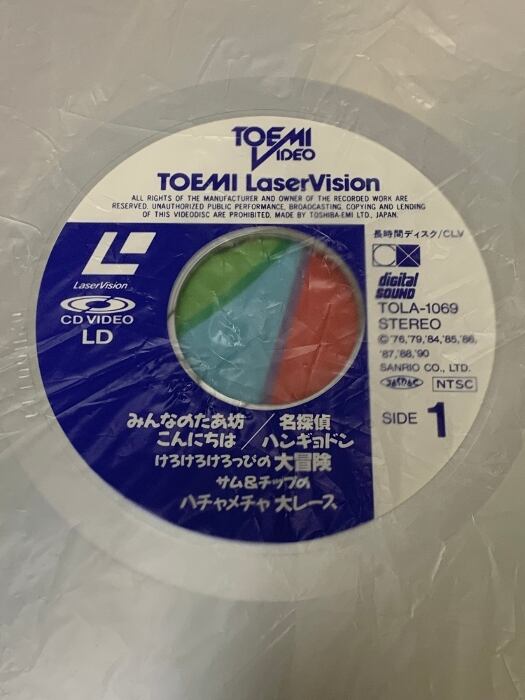 TOEMI
VIDEO
TOEMI LaserVision
ALL RIGHTS OF THE MANUFACTURER AND OWNER OF THE RECORDED WORK ARE
RESERVED. UNAUTHORIZED PUBLIC PERFORMANCE, BROADCASTING, COPYING AND LENDING
OF THIS VIDEODISC ARE PROHIBITED. MADE BY TOSHIBA-EMI LTD., JAPAN.
LaserVision
CD VIDEO
LD
長時間ディスク/CLV
digital
SOUND
TOLA-1069
STEREO
©'76,'79,'84,'85,'86,
'87,'88,'90
SANRIO CO., LTD.
NTSC
SIDE 1
みんなのたあ坊 / 名探偵
こんにちは / ハンギョドン
けろけろけろっぴの大冒険
サム&チップの
ハチャメチャ大レース